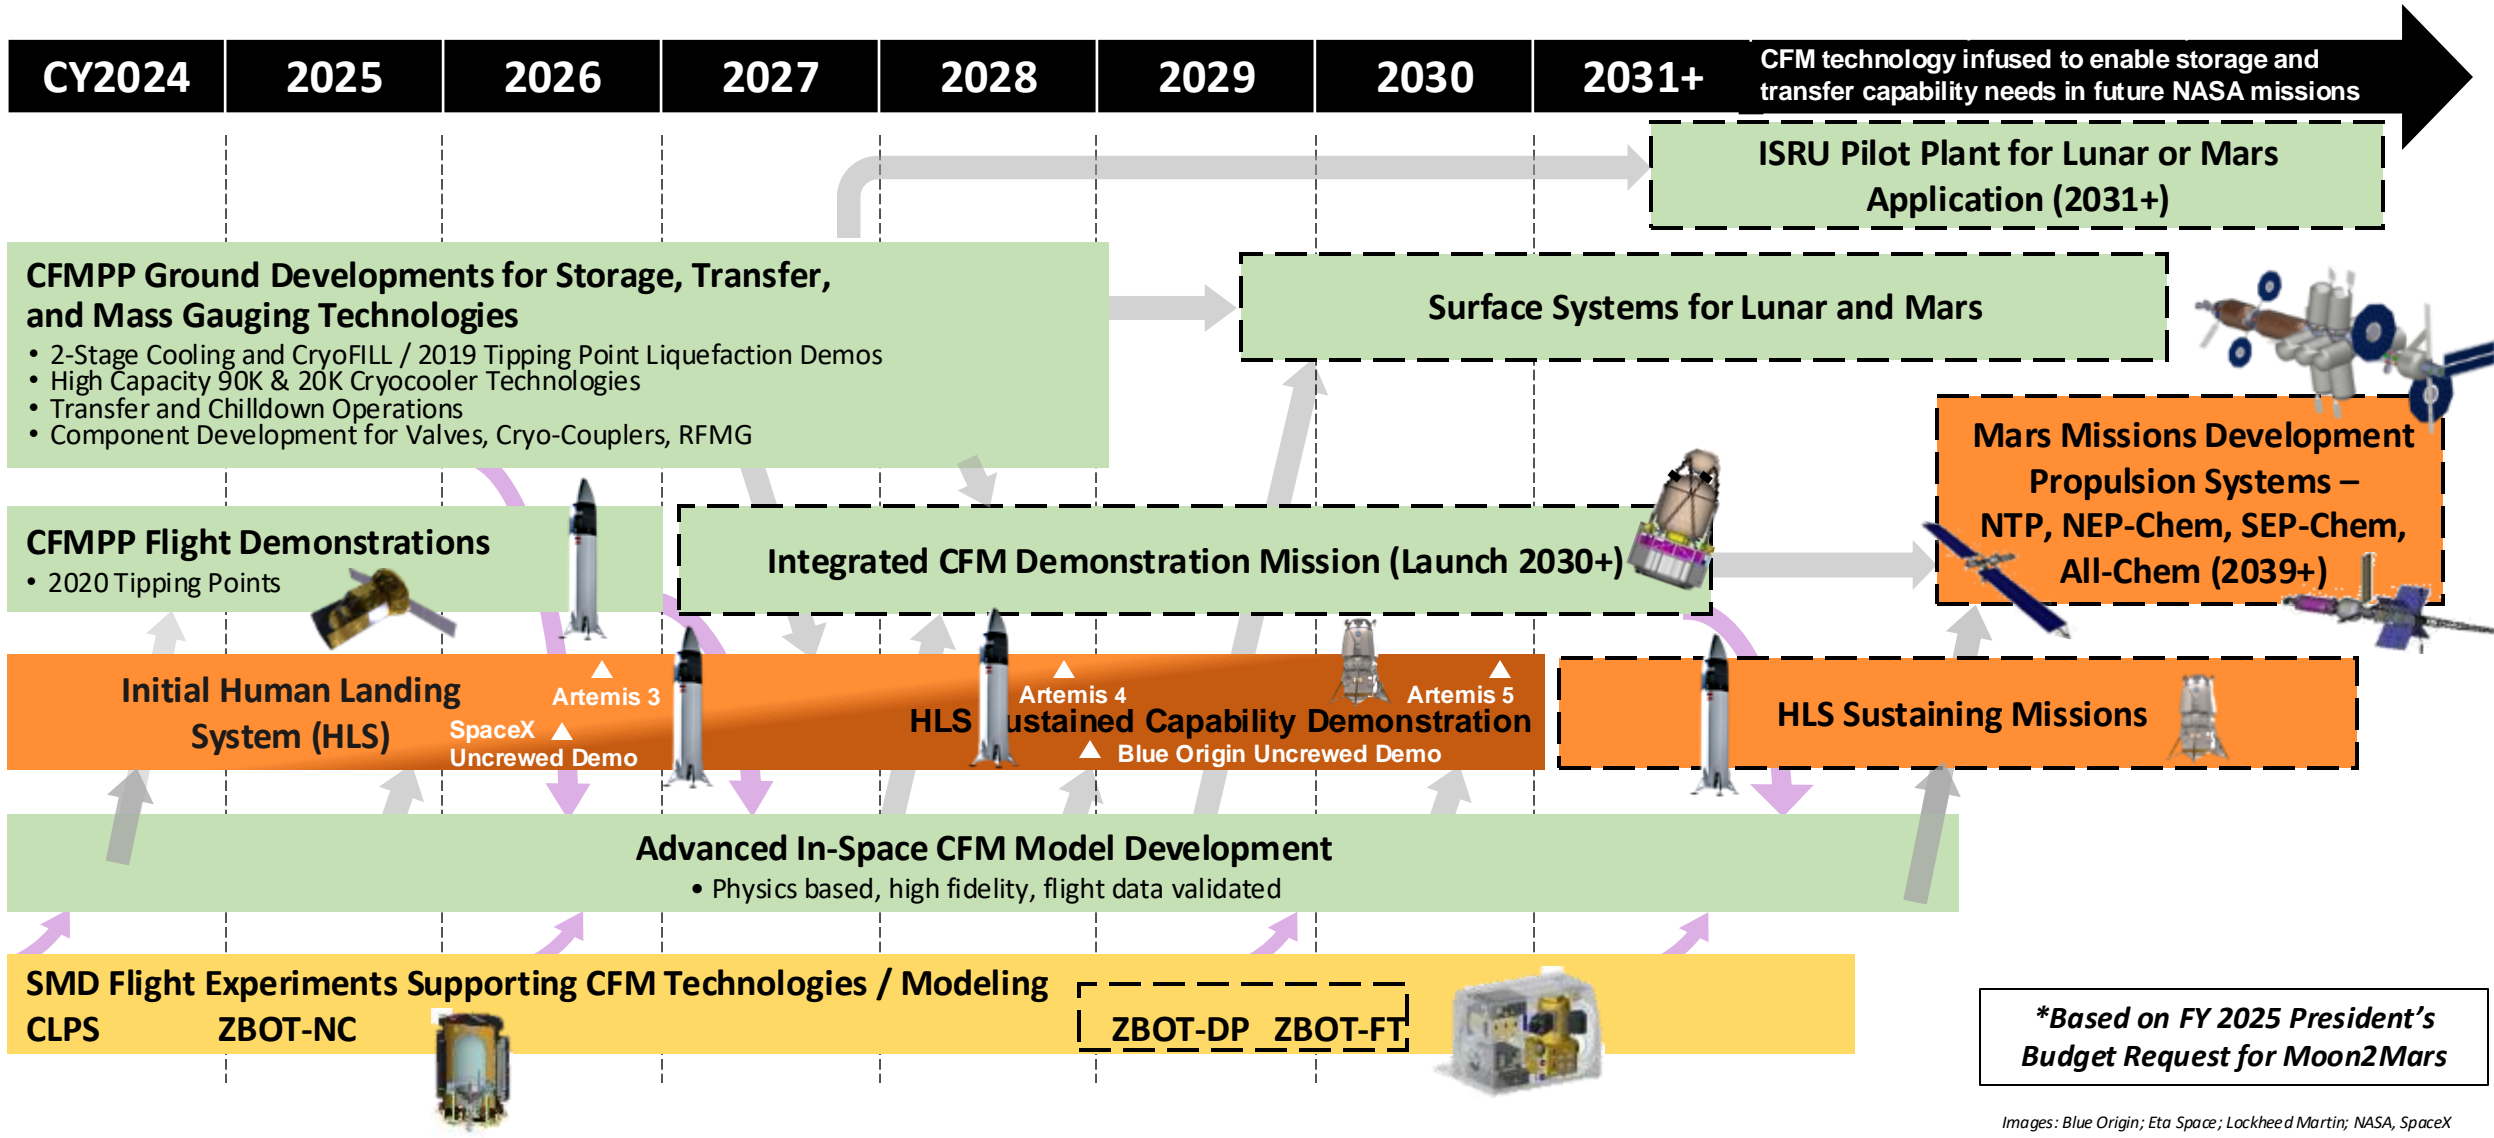 CY2024
2025
2026
2027
2028
2029
2030
2031+
CFM technology infused to enable storage and
transfer capability needs in future NASA missions
ISRU Pilot Plant for Lunar or Mars
Application (2031+)
CFMPP Ground Developments for Storage, Transfer,
and Mass Gauging Technologies
• 2-Stage Cooling and CryoFILL / 2019 Tipping Point Liquefaction Demos
• High Capacity 90K & 20K Cryocooler Technologies
• Transfer and Chilldown Operations
• Component Development for Valves, Cryo-Couplers, RFMG
Surface Systems for Lunar and Mars
Mars Missions Development
Propulsion Systems –
NTP, NEP-Chem, SEP-Chem,
All-Chem (2039+)
CFMPP Flight Demonstrations
• 2020 Tipping Points
Integrated CFM Demonstration Mission (Launch 2030+)
Initial Human Landing
System (HLS)
Artemis 3
SpaceX
Uncrewed Demo
Artemis 4
Artemis 5
HLS ustained Capability Demonstration
Blue Origin Uncrewed Demo
HLS Sustaining Missions
Advanced In-Space CFM Model Development
• Physics based, high fidelity, flight data validated
SMD Flight Experiments Supporting CFM Technologies / Modeling
CLPS
ZBOT-NC
ZBOT-DP
ZBOT-FT
*Based on FY 2025 President’s
Budget Request for Moon2Mars
Images: Blue Origin; Eta Space; Lockheed Martin; NASA, SpaceX